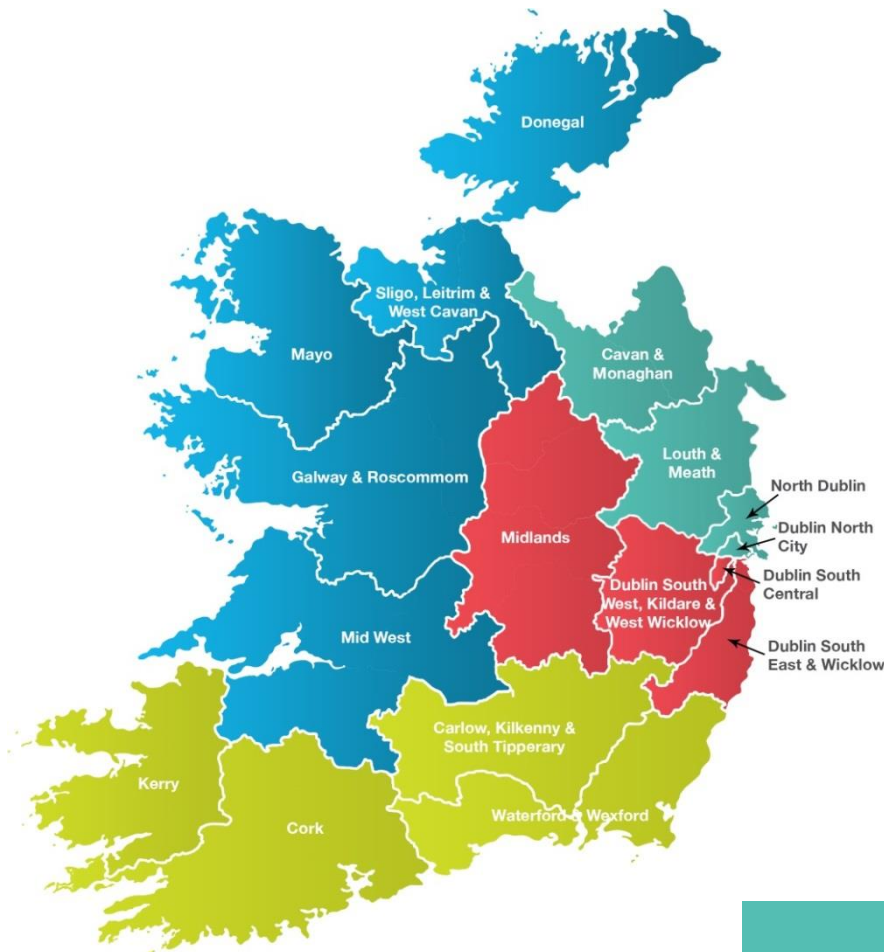 Donegal
Sligo, Leitrim &
West Cavan
Mayo
Cavan &
Monaghan
Galway & Roscommom
Louth &
Meath
North Dublin
Dublin North
City
Midlands
Dublin South
West, Kildare &
West Wicklow
Dublin South
Central
Mid West
Dublin South
East & Wicklow
Carlow, Kilkenny &
South Tipperary
Kerry
Cork
Waterford & Wexford